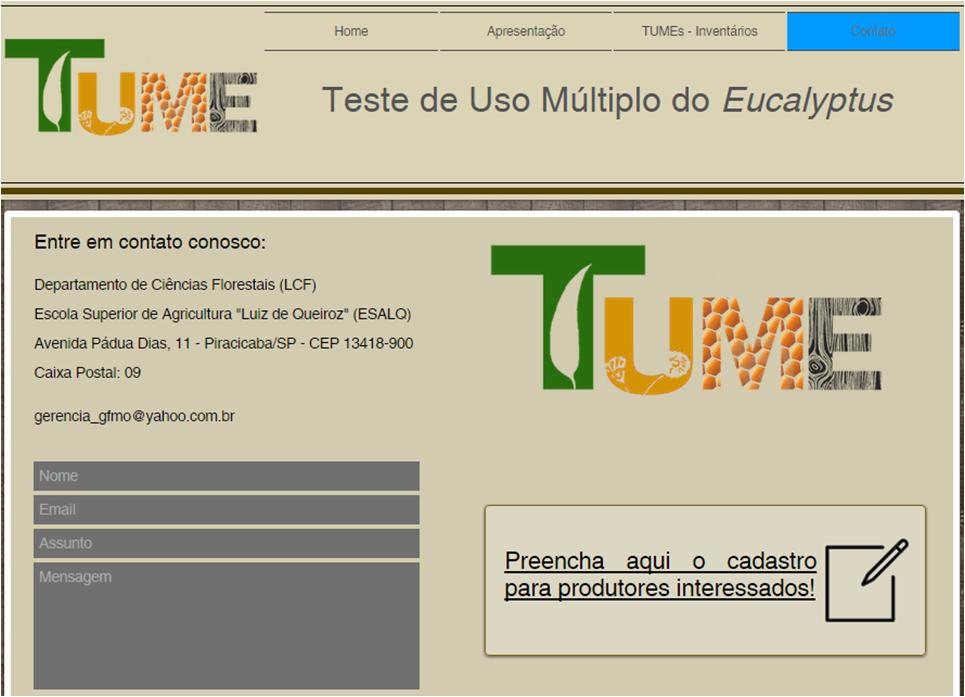 Home
Apresentação
TUMEs - Inventários
Contato
TUME
Teste de Uso Múltiplo do Eucalyptus
Entre em contato conosco:
Departamento de Ciências Florestais (LCF)
Escola Superior de Agricultura "Luiz de Queiroz" (ESALQ)
Avenida Pádua Dias, 11 - Piracicaba/SP - CEP 13418-900
Caixa Postal: 09
gerencia_gfmo@yahoo.com.br
TUME
Nome
Email
Assunto
Mensagem
Preencha aqui o cadastro
para produtores interessados!